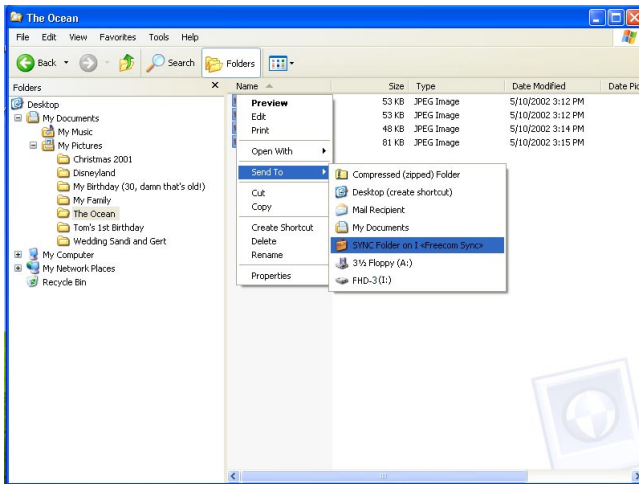 The Ocean
File Edit View Favorites Tools Help
Back Search Folders
Folders Name Size Type Date Modified Date Pic
Desktop
My Documents
My Music
My Pictures
Christmas 2001
Disneyland
My Birthday (30, damn that's old!)
My Family
The Ocean
Tom's 1st Birthday
Wedding Sandi and Gert
My Computer
My Network Places
Recycle Bin
53 KB JPEG Image 5/10/2002 3:12 PM
53 KB JPEG Image 5/10/2002 3:12 PM
48 KB JPEG Image 5/10/2002 3:14 PM
81 KB JPEG Image 5/10/2002 3:15 PM
Preview
Edit
Print
Open With
Send To
Cut
Copy
Create Shortcut
Delete
Rename
Properties
Compressed (zipped) Folder
Desktop (create shortcut)
Mail Recipient
My Documents
SYNC Folder on I «Freecom Sync»
3½ Floppy (A:)
FHD-3 (I:)